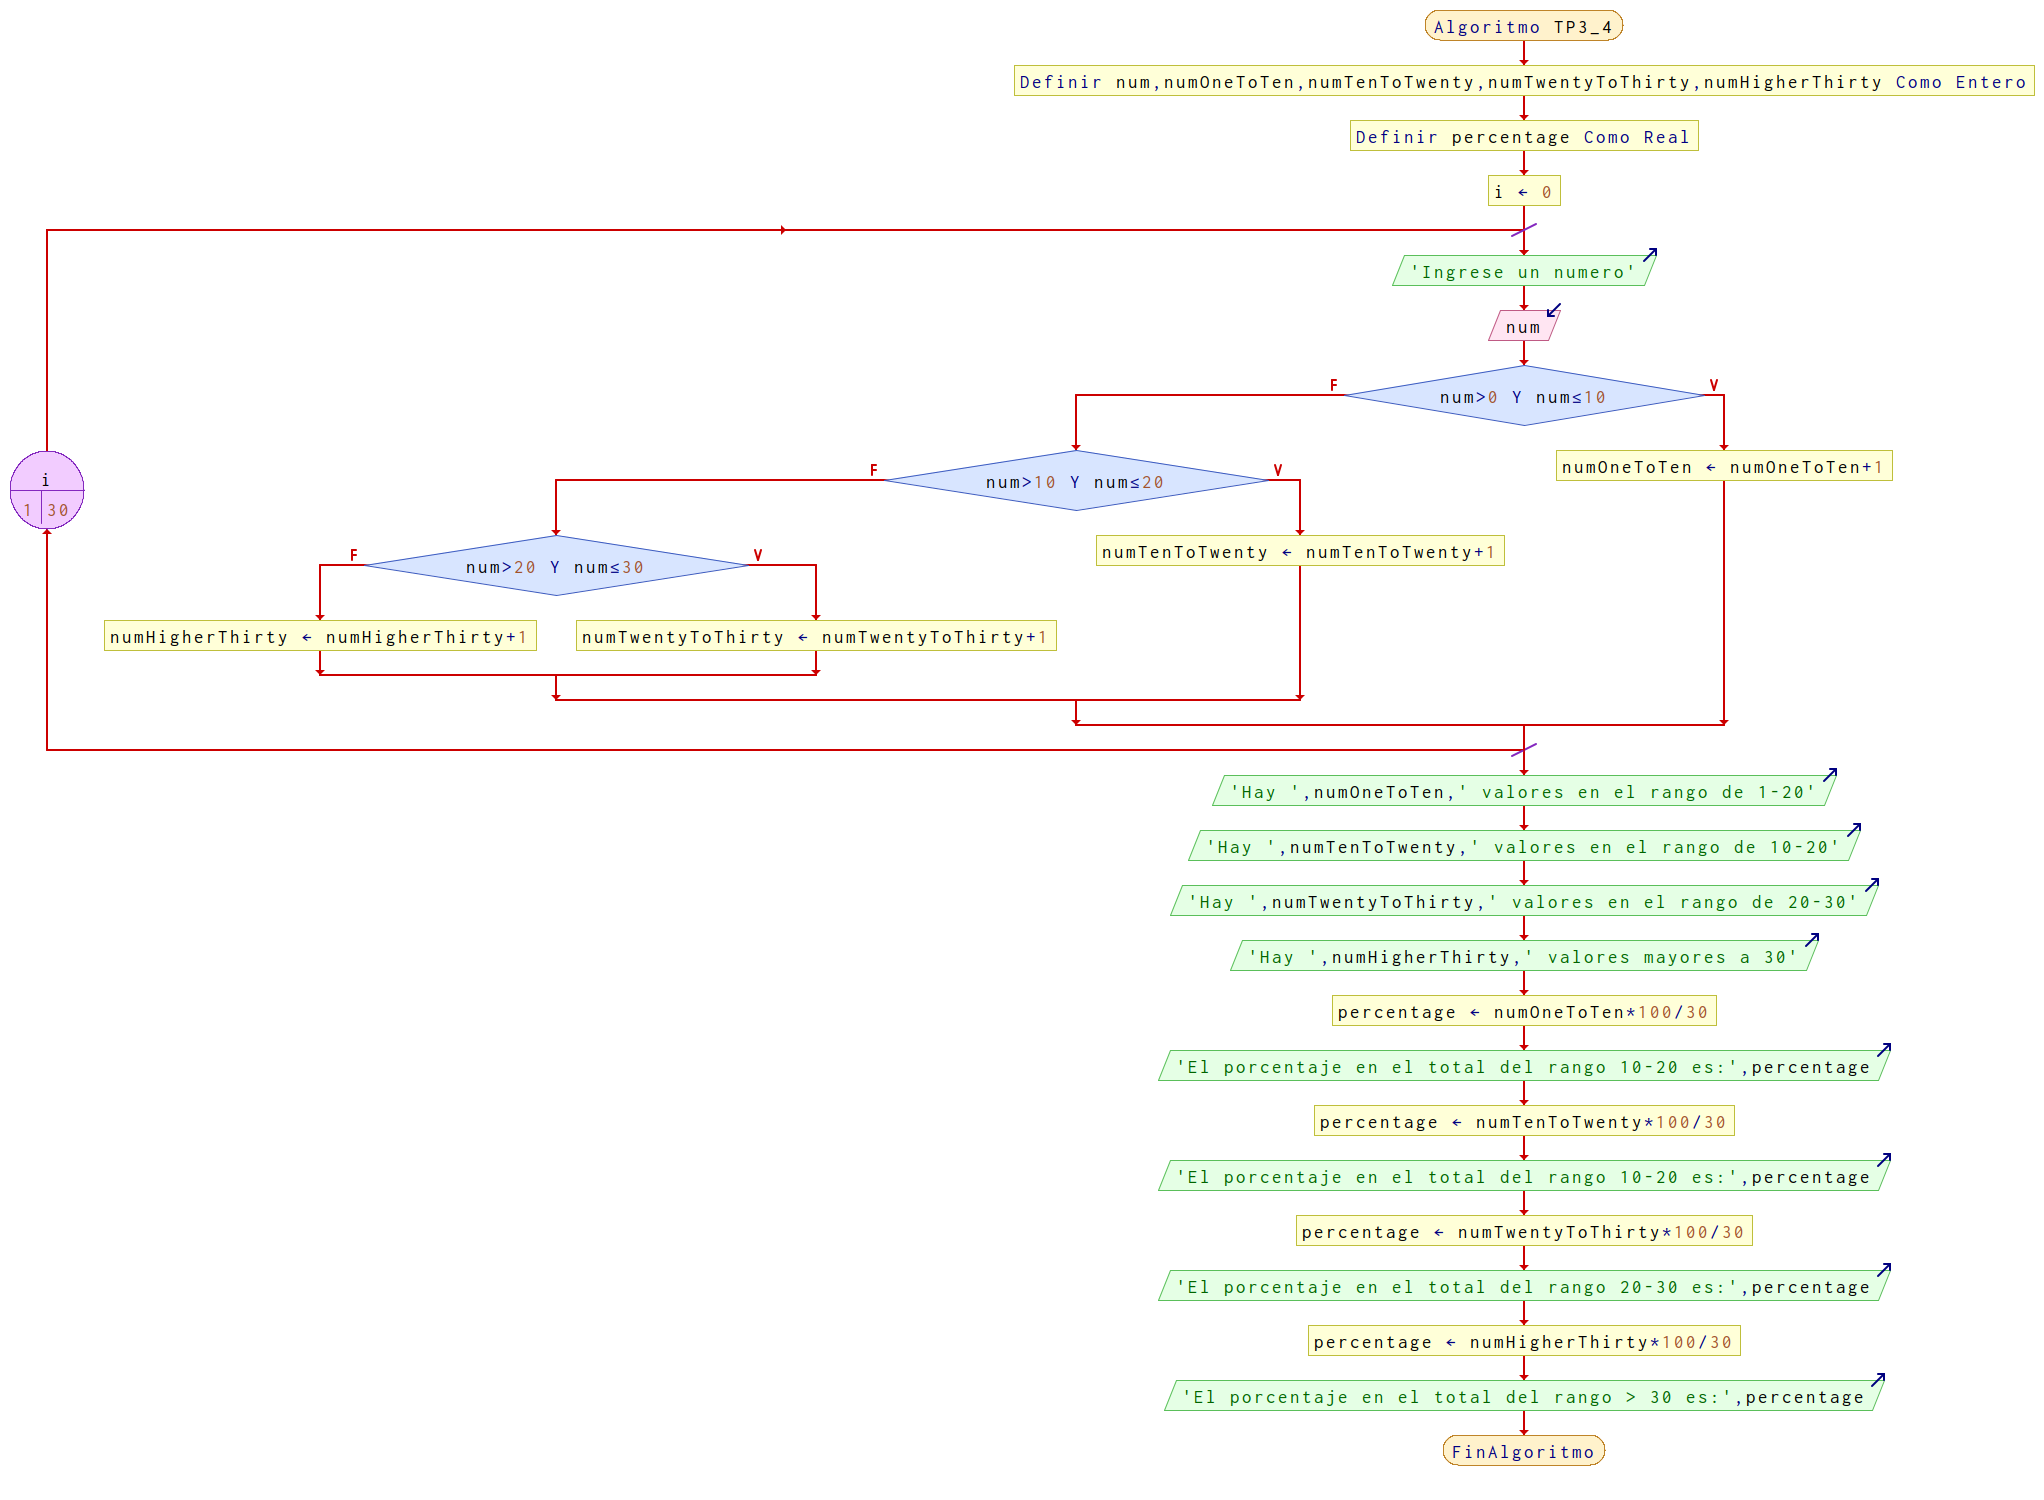 Algoritmo TP3_4
Definir num,numOneToTen,numTenToTwenty,numTwentyToThirty,numHigherThirty Como Entero
Definir percentage Como Real
i ← 0
'Ingrese un numero'
num
F
num>0 Y num≤10
V
F
num>10 Y num≤20
V
numOneToTen ← numOneToTen+1
i
1 30
F
num>20 Y num≤30
V
numTenToTwenty ← numTenToTwenty+1
numHigherThirty ← numHigherThirty+1
numTwentyToThirty ← numTwentyToThirty+1
'Hay ',numOneToTen,' valores en el rango de 1-20'
'Hay ',numTenToTwenty,' valores en el rango de 10-20'
'Hay ',numTwentyToThirty,' valores en el rango de 20-30'
'Hay ',numHigherThirty,' valores mayores a 30'
percentage ← numOneToTen*100/30
'El porcentaje en el total del rango 10-20 es:',percentage
percentage ← numTenToTwenty*100/30
'El porcentaje en el total del rango 10-20 es:',percentage
percentage ← numTwentyToThirty*100/30
'El porcentaje en el total del rango 20-30 es:',percentage
percentage ← numHigherThirty*100/30
'El porcentaje en el total del rango > 30 es:',percentage
FinAlgoritmo